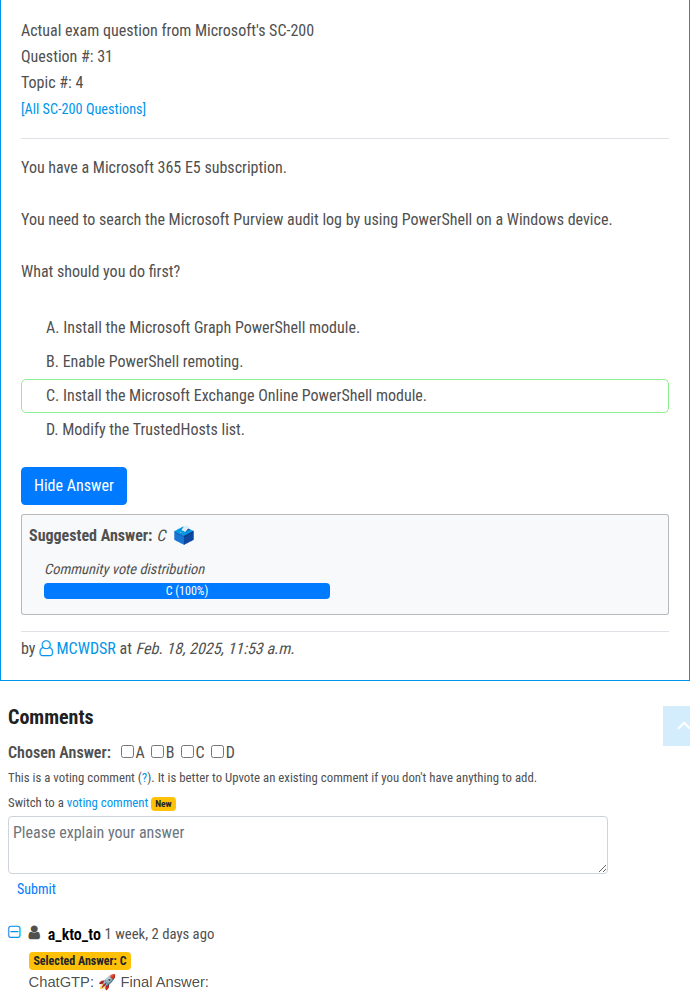 Actual exam question from Microsoft's SC-200
Question #: 31
Topic #: 4
[All SC-200 Questions]
You have a Microsoft 365 E5 subscription.
You need to search the Microsoft Purview audit log by using PowerShell on a Windows device.
What should you do first?
A. Install the Microsoft Graph PowerShell module.
B. Enable PowerShell remoting.
C. Install the Microsoft Exchange Online PowerShell module.
D. Modify the TrustedHosts list.
Hide Answer
Suggested Answer: C
Community vote distribution
C (100%)
by MCWDSR at Feb. 18, 2025, 11:53 a.m.
Comments
Chosen Answer: A B C D
This is a voting comment (?). It is better to Upvote an existing comment if you don't have anything to add.
Switch to a voting comment New
Please explain your answer
Submit
a_kto_to 1 week, 2 days ago
Selected Answer: C
ChatGTP: 🚀 Final Answer: